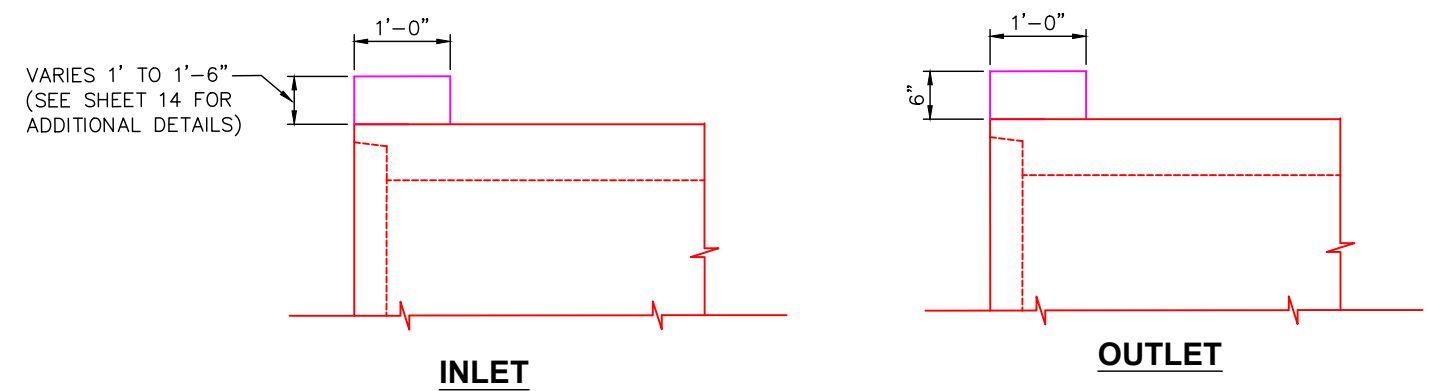 1'-0"
VARIES 1' TO 1'-6"
(SEE SHEET 14 FOR
ADDITIONAL DETAILS)
INLET
1'-0"
6"
OUTLET